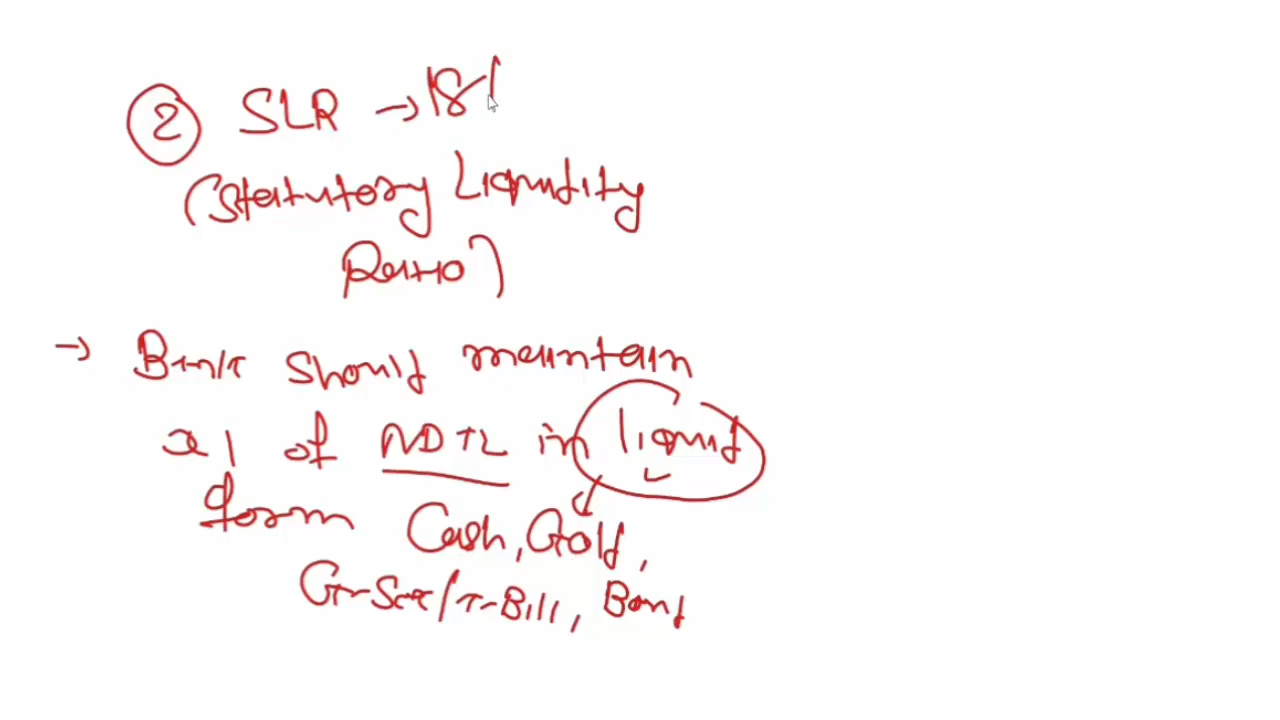 ② SLR → 18%
(Statutory Liquidity
Ratio)
→ Bank should maintain
x% of NDTL in liquid
form Cash, Gold,
G-Sec/T-Bill, Bond